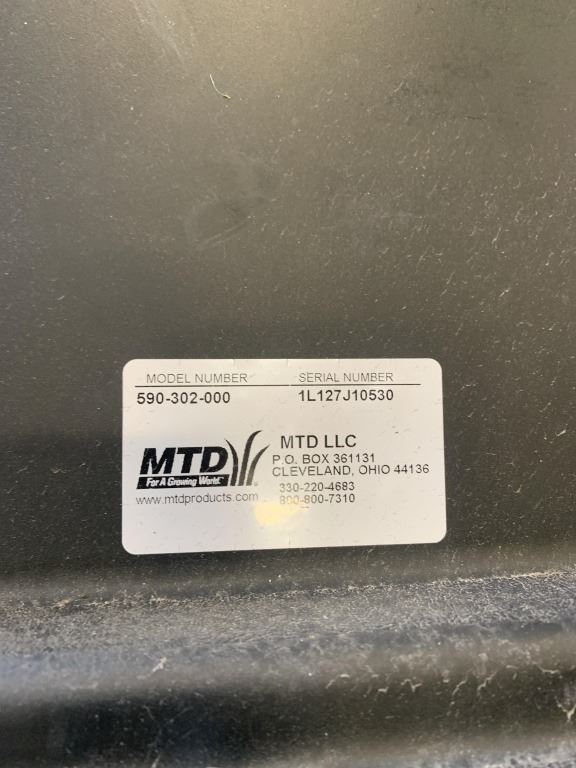 MODEL NUMBER SERIAL NUMBER
590-302-000 1L127J10530
MTD
For A Growing World.
www.mtdproducts.com
MTD LLC
P.O. BOX 361131
CLEVELAND, OHIO 44136
330-220-4683
800-800-7310